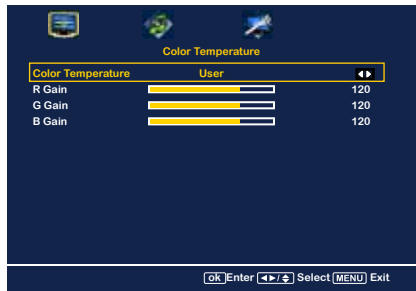 Color Temperature
Color Temperature User
R Gain 120
G Gain 120
B Gain 120
ok Enter ◄►/⬍ Select MENU Exit